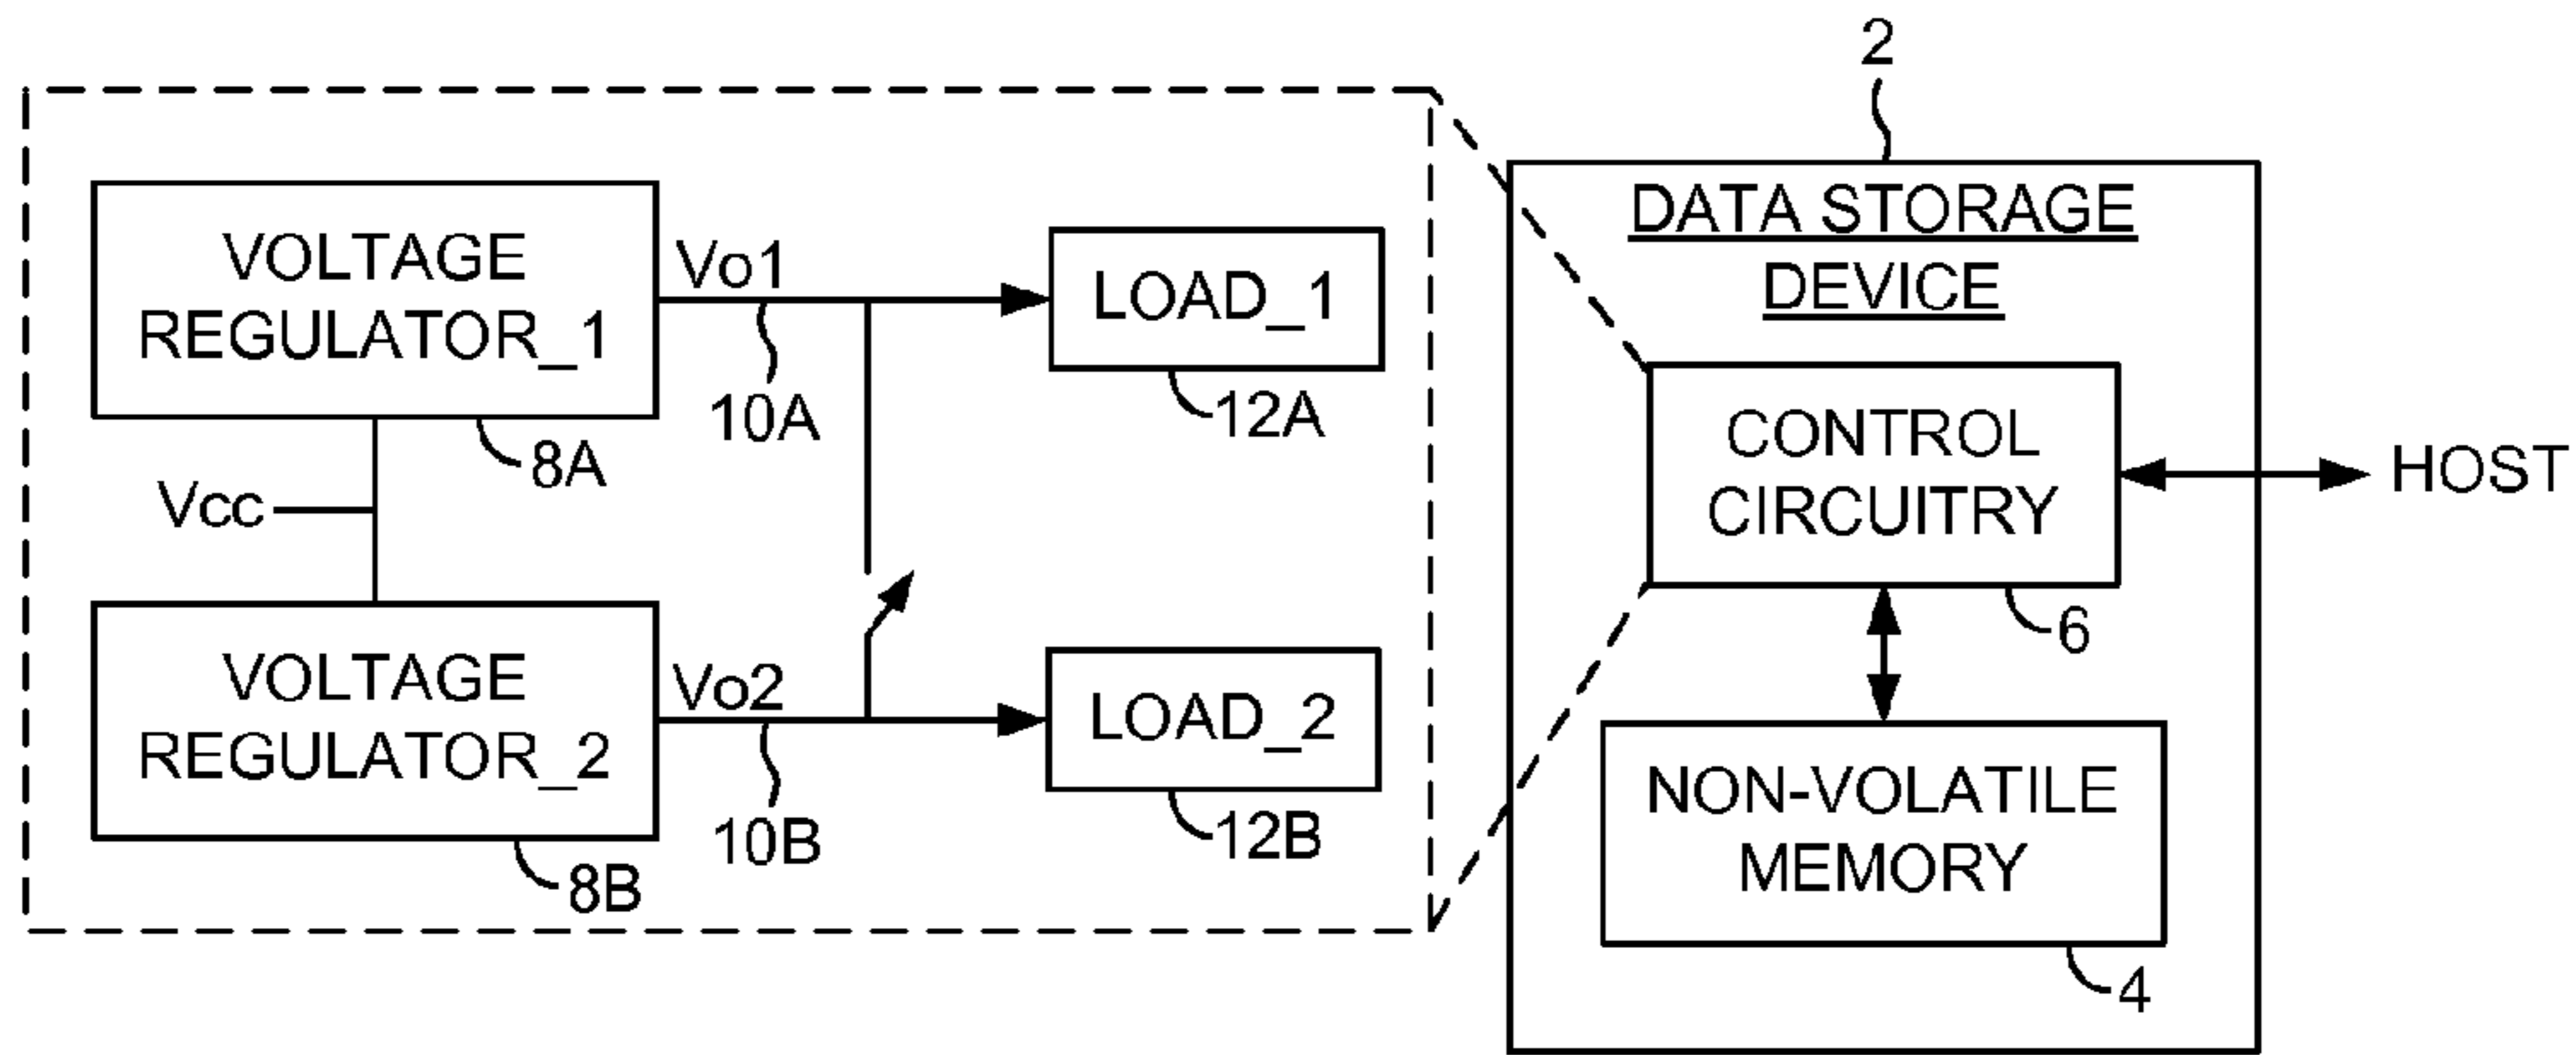 2
DATA STORAGE
DEVICE
VOLTAGE
REGULATOR_1
Vo1
LOAD_1
10A
12A
8A
Vcc
CONTROL
CIRCUITRY
HOST
6
VOLTAGE
REGULATOR_2
Vo2
LOAD_2
10B
12B
8B
NON-VOLATILE
MEMORY
4